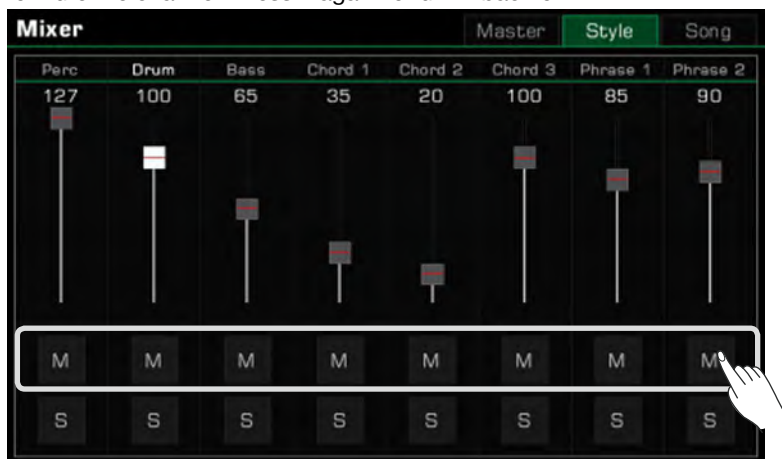 Mixer Master Style Song
Perc Drum Bass Chord 1 Chord 2 Chord 3 Phrase 1 Phrase 2
127 100 65 35 20 100 85 90
M M M M M M M M
S S S S S S S S